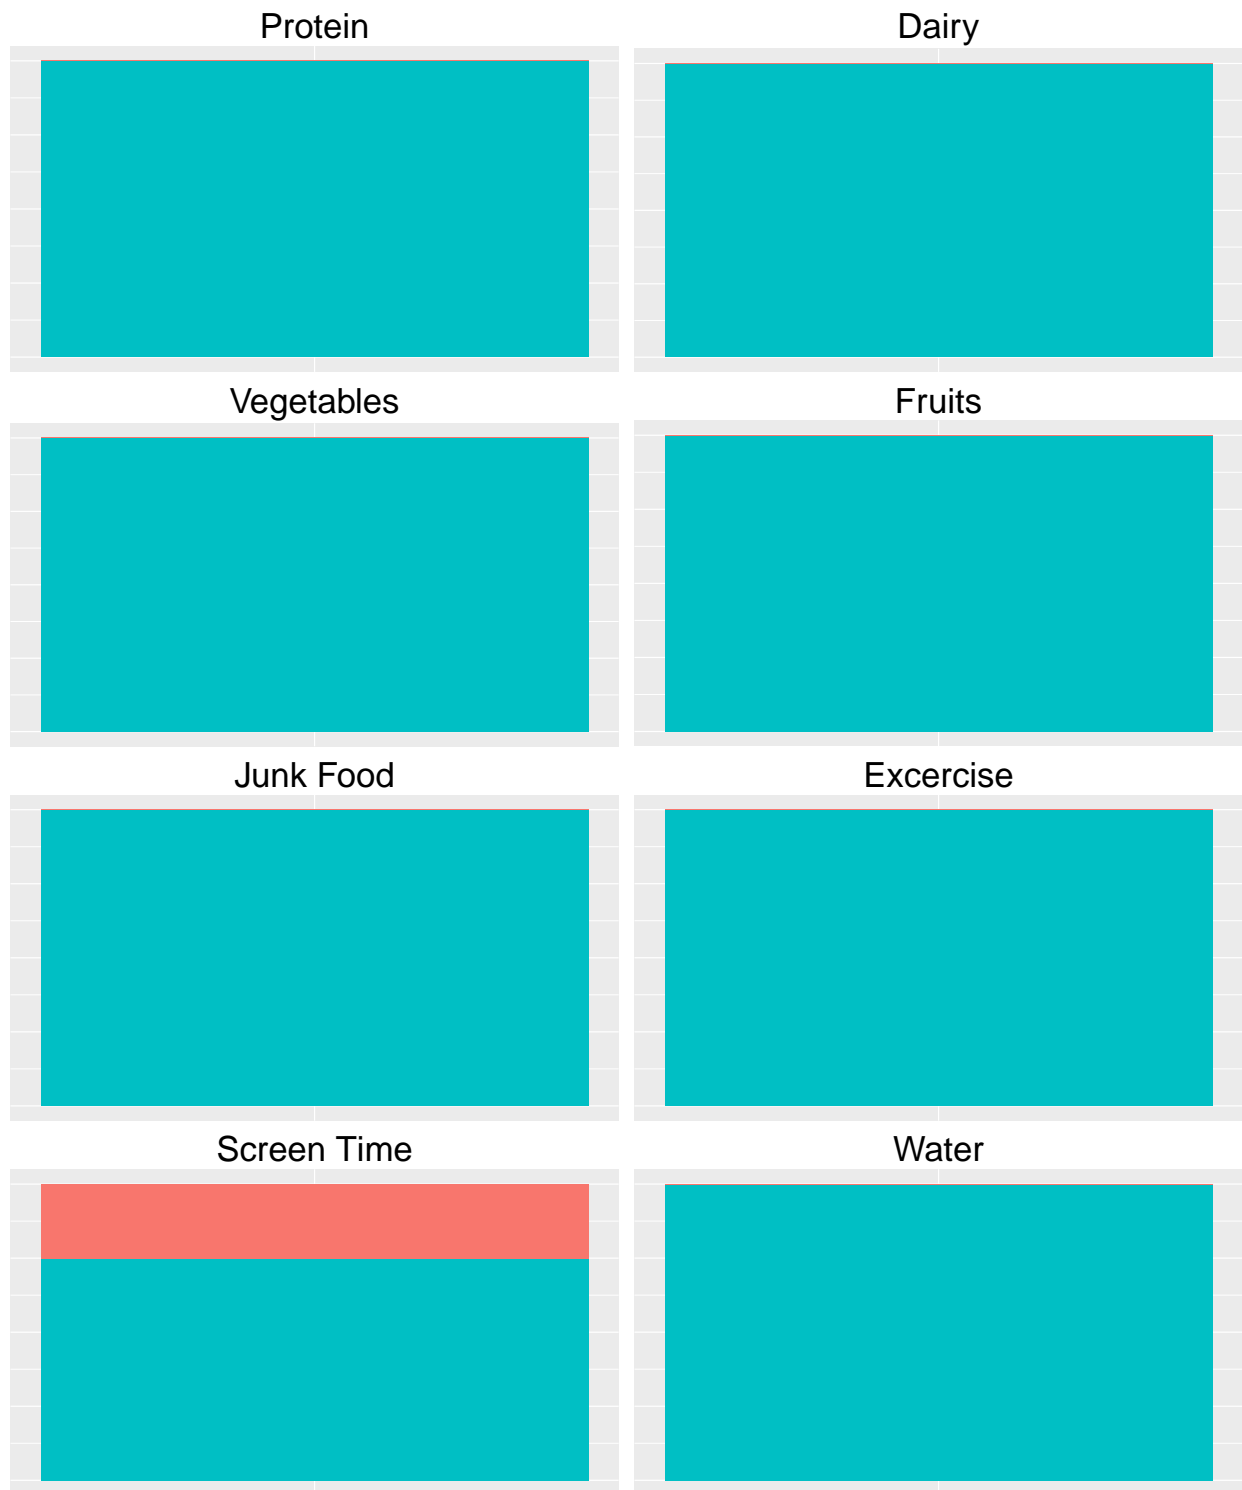 Protein
Dairy
Vegetables
Fruits
Junk Food
Excercise
Screen Time
Water